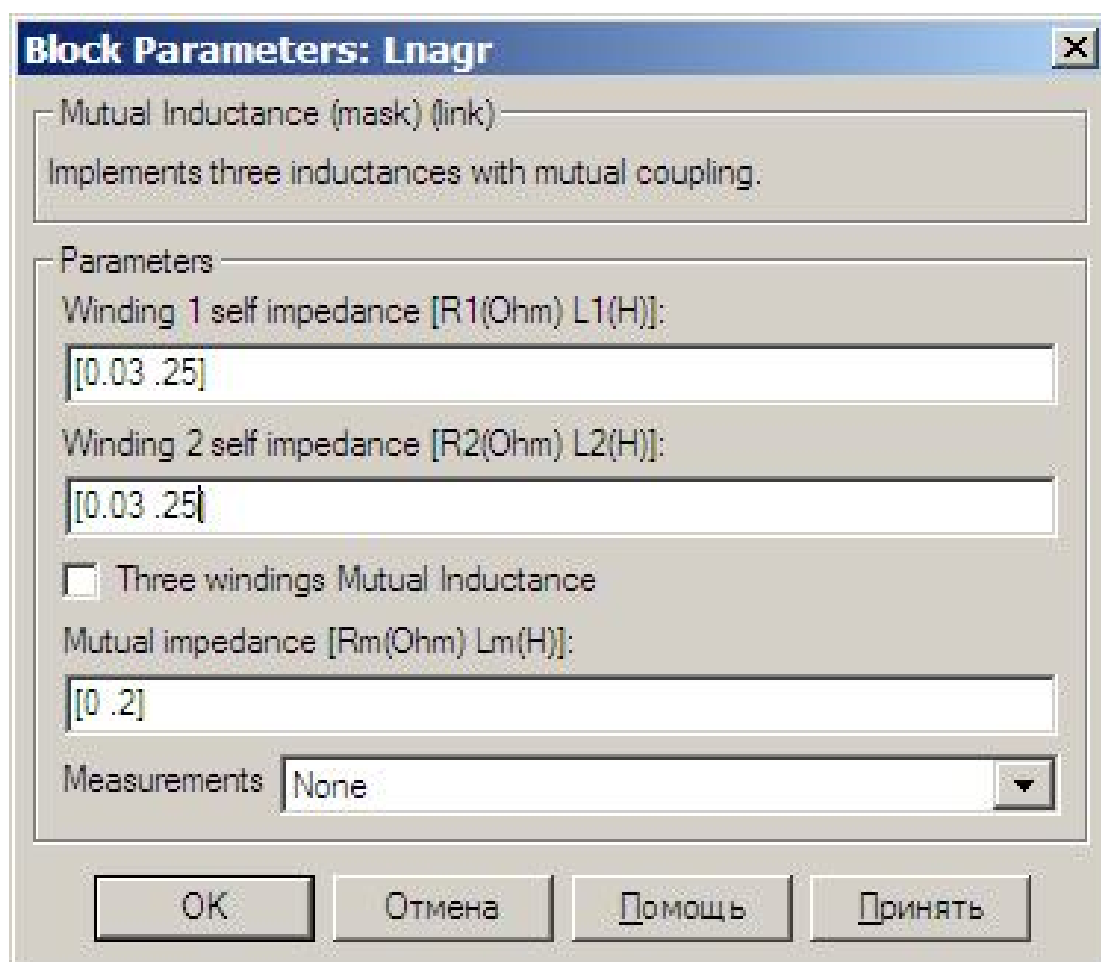 Block Parameters: Lnagr
Mutual Inductance (mask) (link)
Implements three inductances with mutual coupling.
Parameters
Winding 1 self impedance [R1(Ohm) L1(H)]:
[0.03 .25]
Winding 2 self impedance [R2(Ohm) L2(H)]:
[0.03 .25]
Three windings Mutual Inductance
Mutual impedance [Rm(Ohm) Lm(H)]:
[0 .2]
Measurements None
OK Отмена Помощь Принять